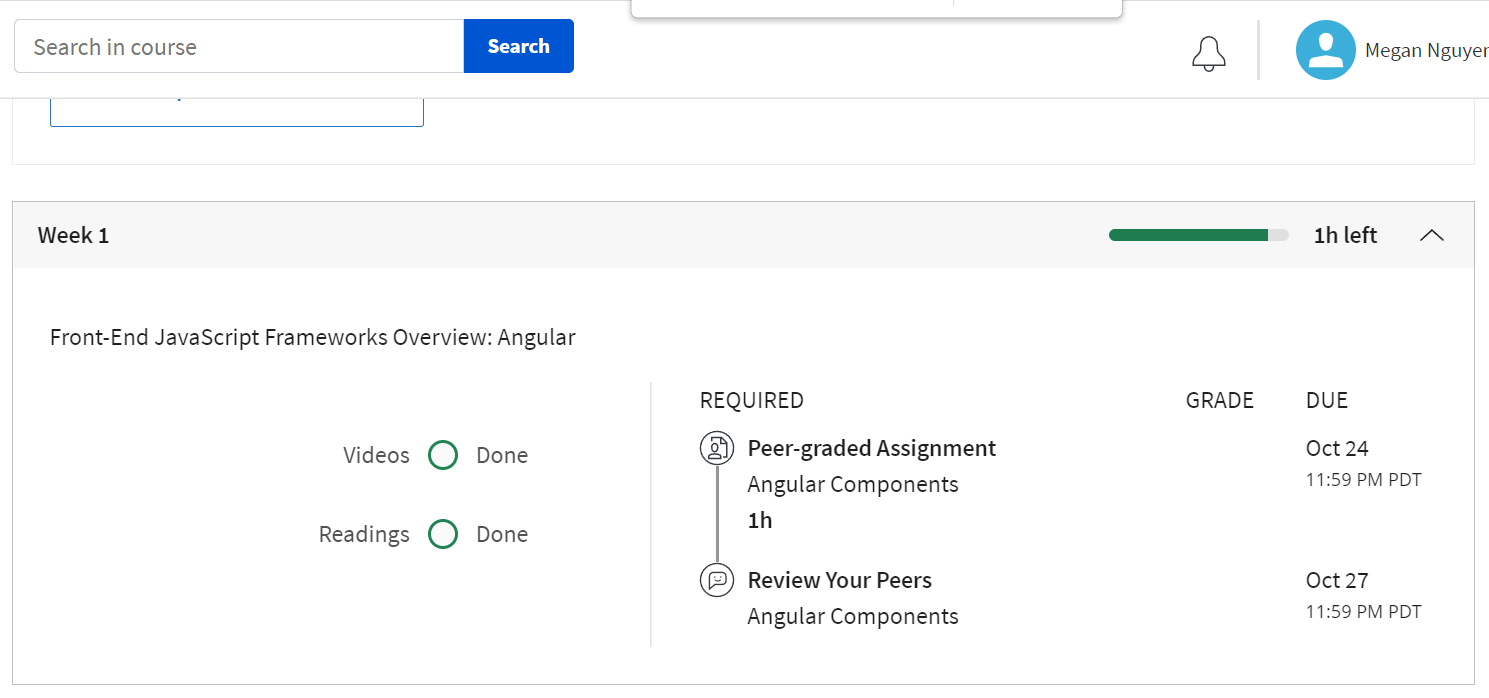 Search in course
Search
Megan Nguyen
Week 1
1h left
Front-End JavaScript Frameworks Overview: Angular
Videos Done
Readings Done
REQUIRED GRADE DUE
Peer-graded Assignment Oct 24
Angular Components 11:59 PM PDT
1h
Review Your Peers Oct 27
Angular Components 11:59 PM PDT